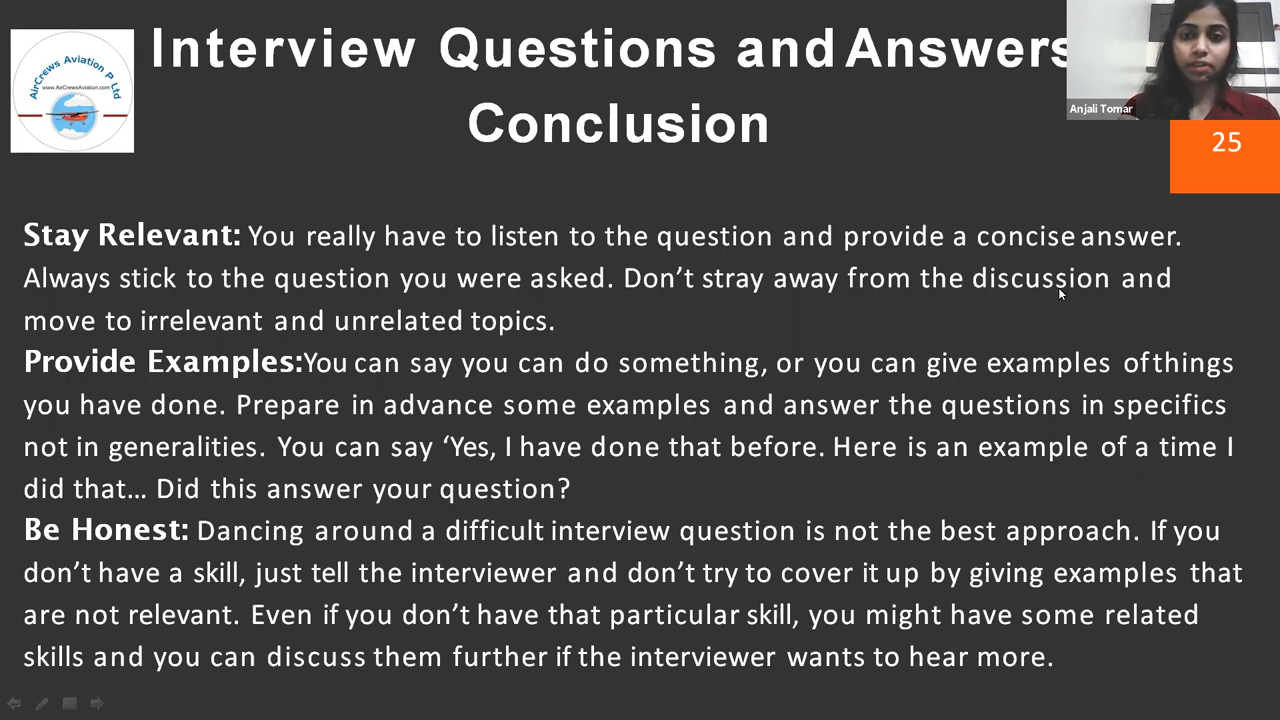 AirCrews Aviation P Ltd
www.AirCrewsAviation.com
Interview Questions and Answers
Conclusion
Anjali Tomar
25
Stay Relevant: You really have to listen to the question and provide a concise answer.
Always stick to the question you were asked. Don’t stray away from the discussion and
move to irrelevant and unrelated topics.
Provide Examples:You can say you can do something, or you can give examples ofthings
you have done. Prepare in advance some examples and answer the questions in specifics
not in generalities. You can say ‘Yes, I have done that before. Here is an example of a time I
did that... Did this answer your question?
Be Honest: Dancing around a difficult interview question is not the best approach. If you
don’t have a skill, just tell the interviewer and don’t try to cover it up by giving examples that
are not relevant. Even if you don’t have that particular skill, you might have some related
skills and you can discuss them further if the interviewer wants to hear more.